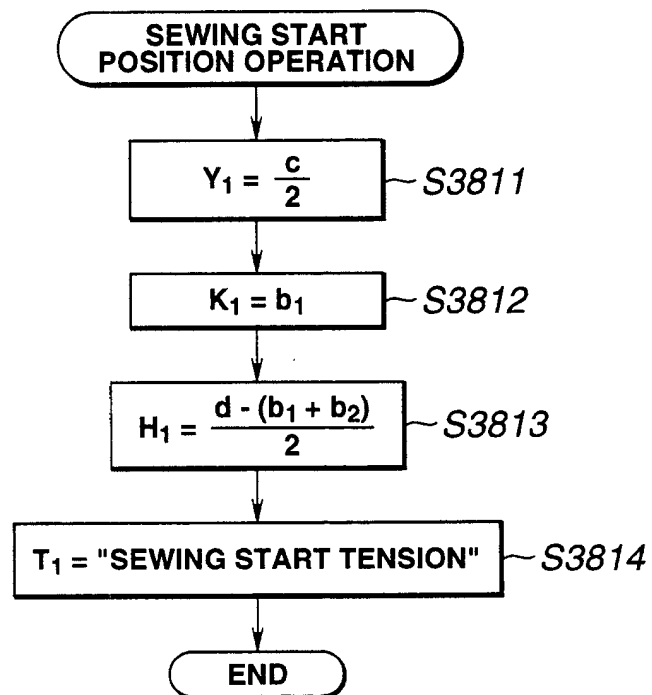 SEWING START
POSITION OPERATION
Y₁ = c/2
S3811
K₁ = b₁
S3812
H₁ = d - (b₁ + b₂)/2
S3813
T₁ = "SEWING START TENSION"
S3814
END